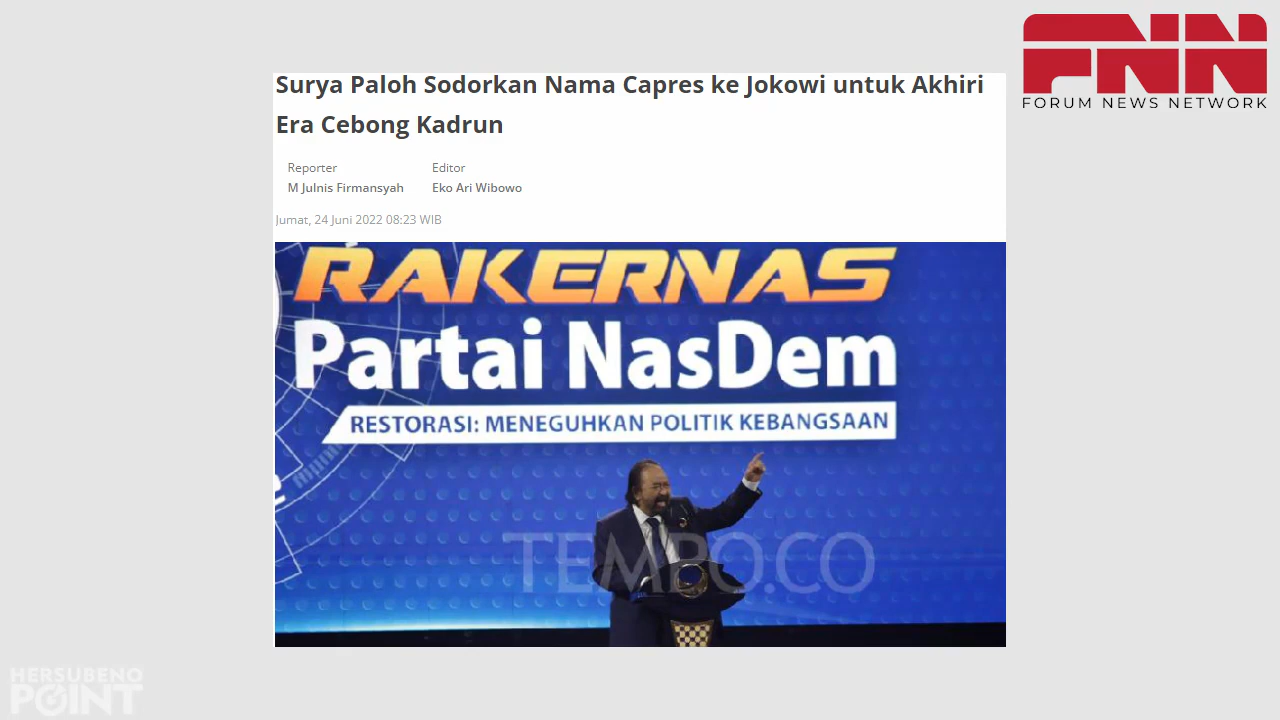 FNN
FORUM NEWS NETWORK
Surya Paloh Sodorkan Nama Capres ke Jokowi untuk Akhiri
Era Cebong Kadrun
Reporter
Editor
M Julnis Firmansyah
Eko Ari Wibowo
Jumat, 24 Juni 2022 08:23 WIB
RAKERNAS
Partai NasDem
RESTORASI: MENEGUHKAN POLITIK KEBANGSAAN
TEMPO.CO
HERSUBENO
POINT